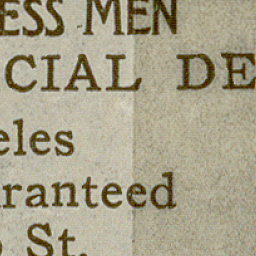 ESS MEN
CIAL DE
eles
ranteed
St.